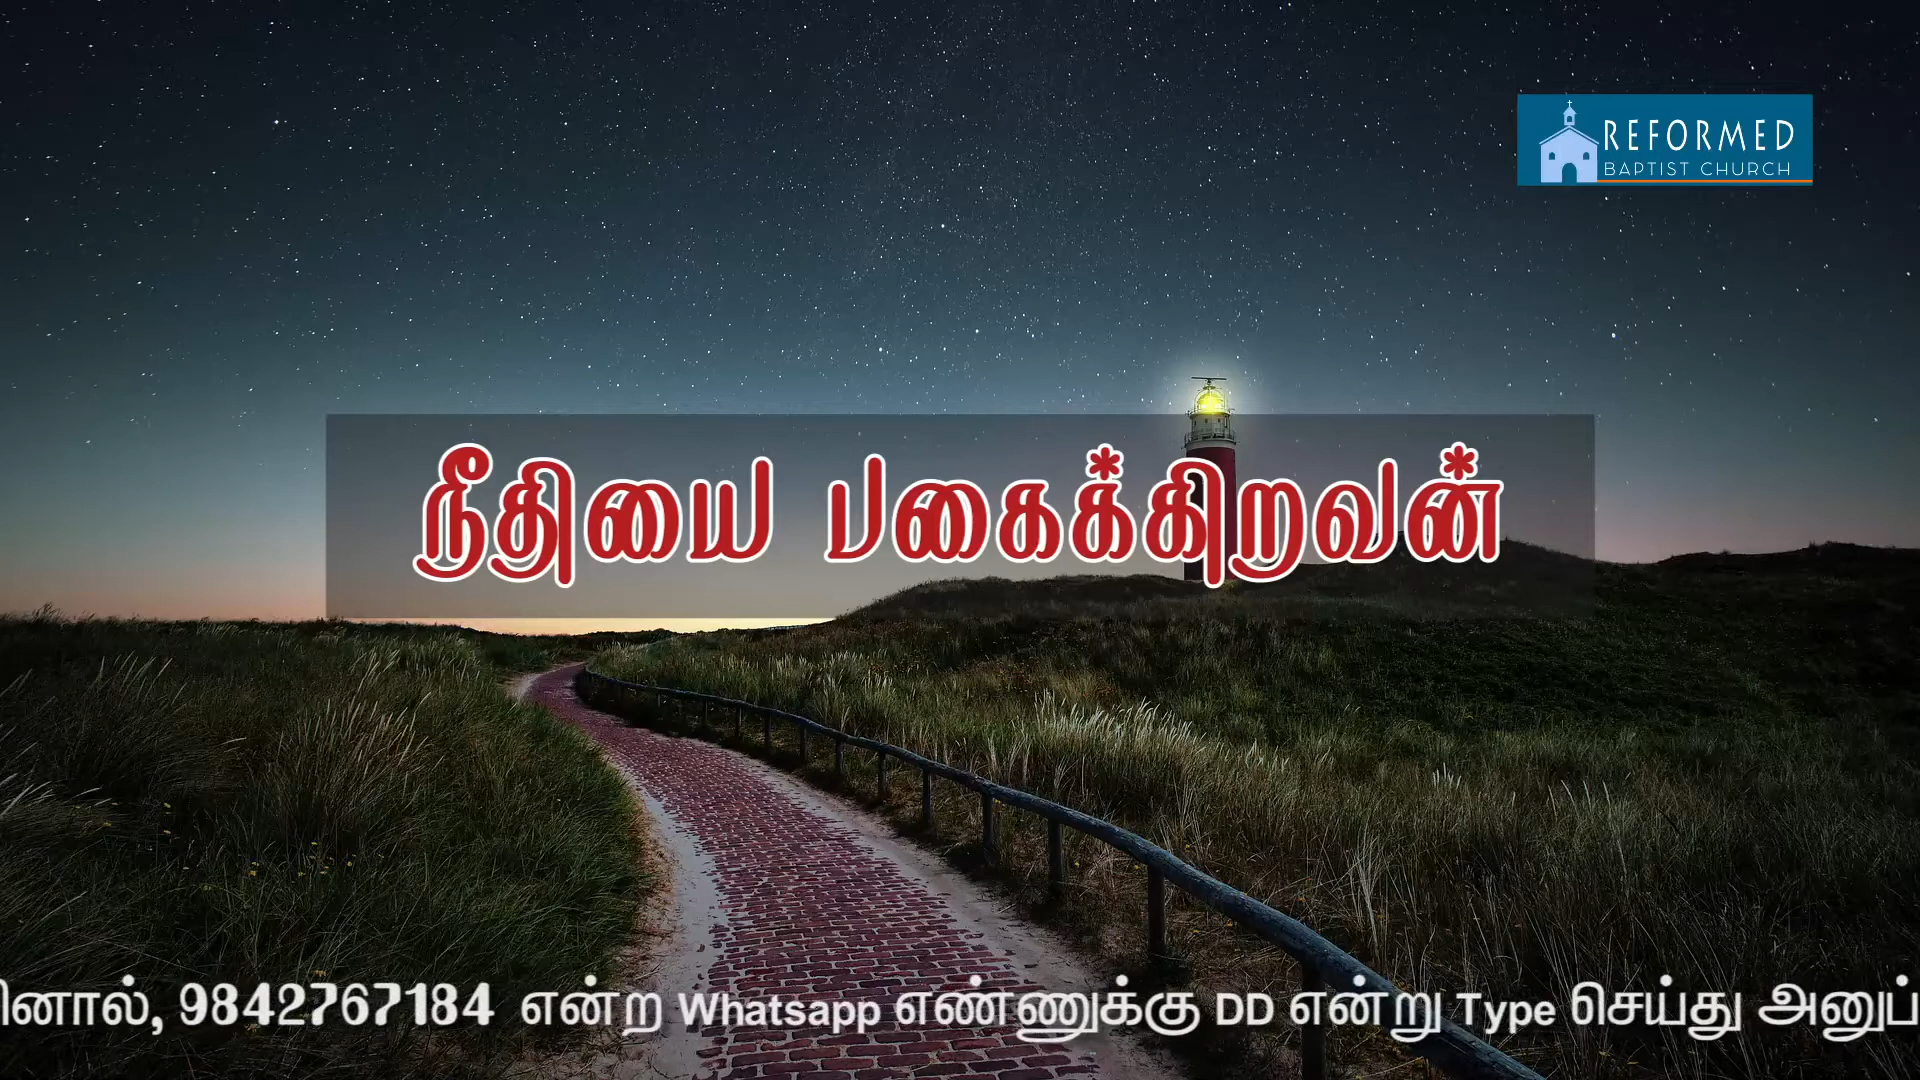 REFORMED
BAPTIST CHURCH
நீதியை பகைக்கிறவன்
னால், 9842767184 என்ற Whatsapp எண்ணுக்கு DD என்று Type செய்து அனுப்